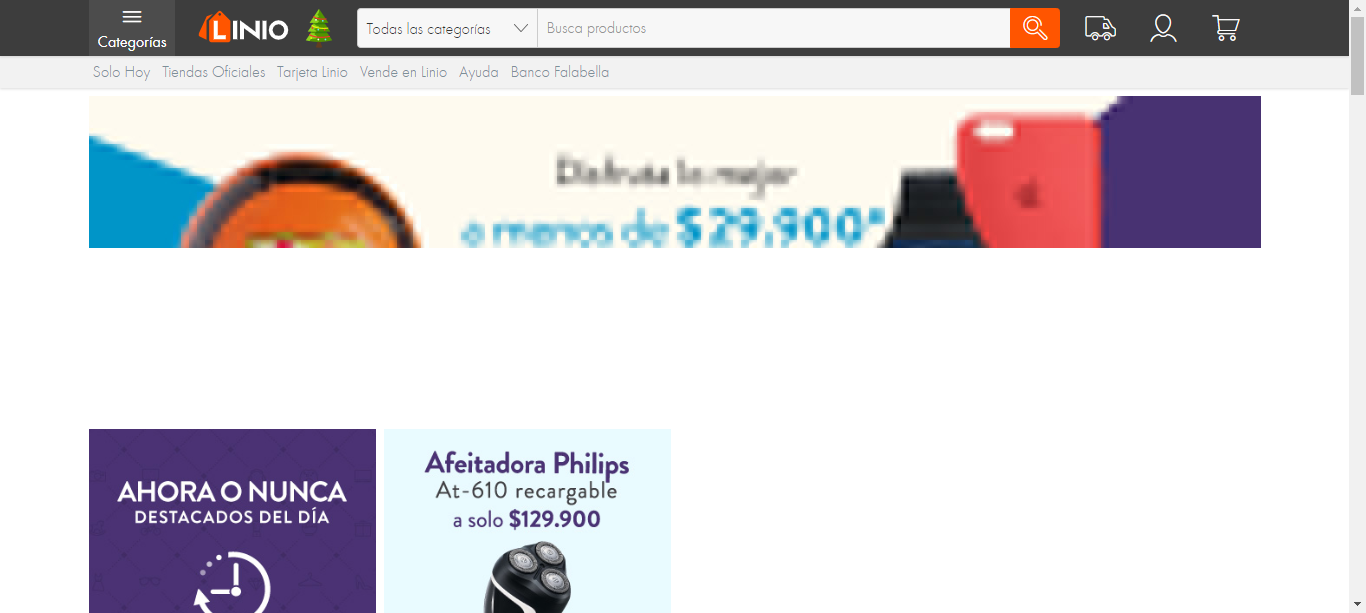 Categorías
LINIO
Todas las categorías
Busca productos
Solo Hoy Tiendas Oficiales Tarjeta Linio Vende en Linio Ayuda Banco Falabella
Disfruta lo mejor
a menos de $29.900*
AHORA O NUNCA
DESTACADOS DEL DÍA
Afeitadora Philips
At-610 recargable
a solo $129.900